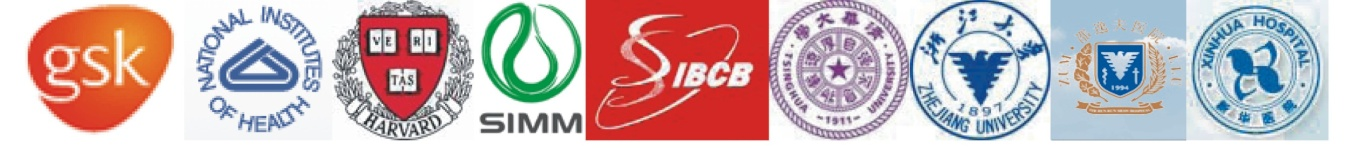 gsk
NATIONAL INSTITUTES
OF HEALTH
VE RI
TAS
HARVARD
SIMM
SIBCB
TSINGHUA UNIVERSITY
-1911-
浙江大学
1897
ZHEJIANG UNIVERSITY
1994
XINHUA HOSPITAL
新华医院